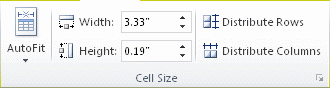 Width: 3.33" Distribute Rows
AutoFit Height: 0.19" Distribute Columns
Cell Size